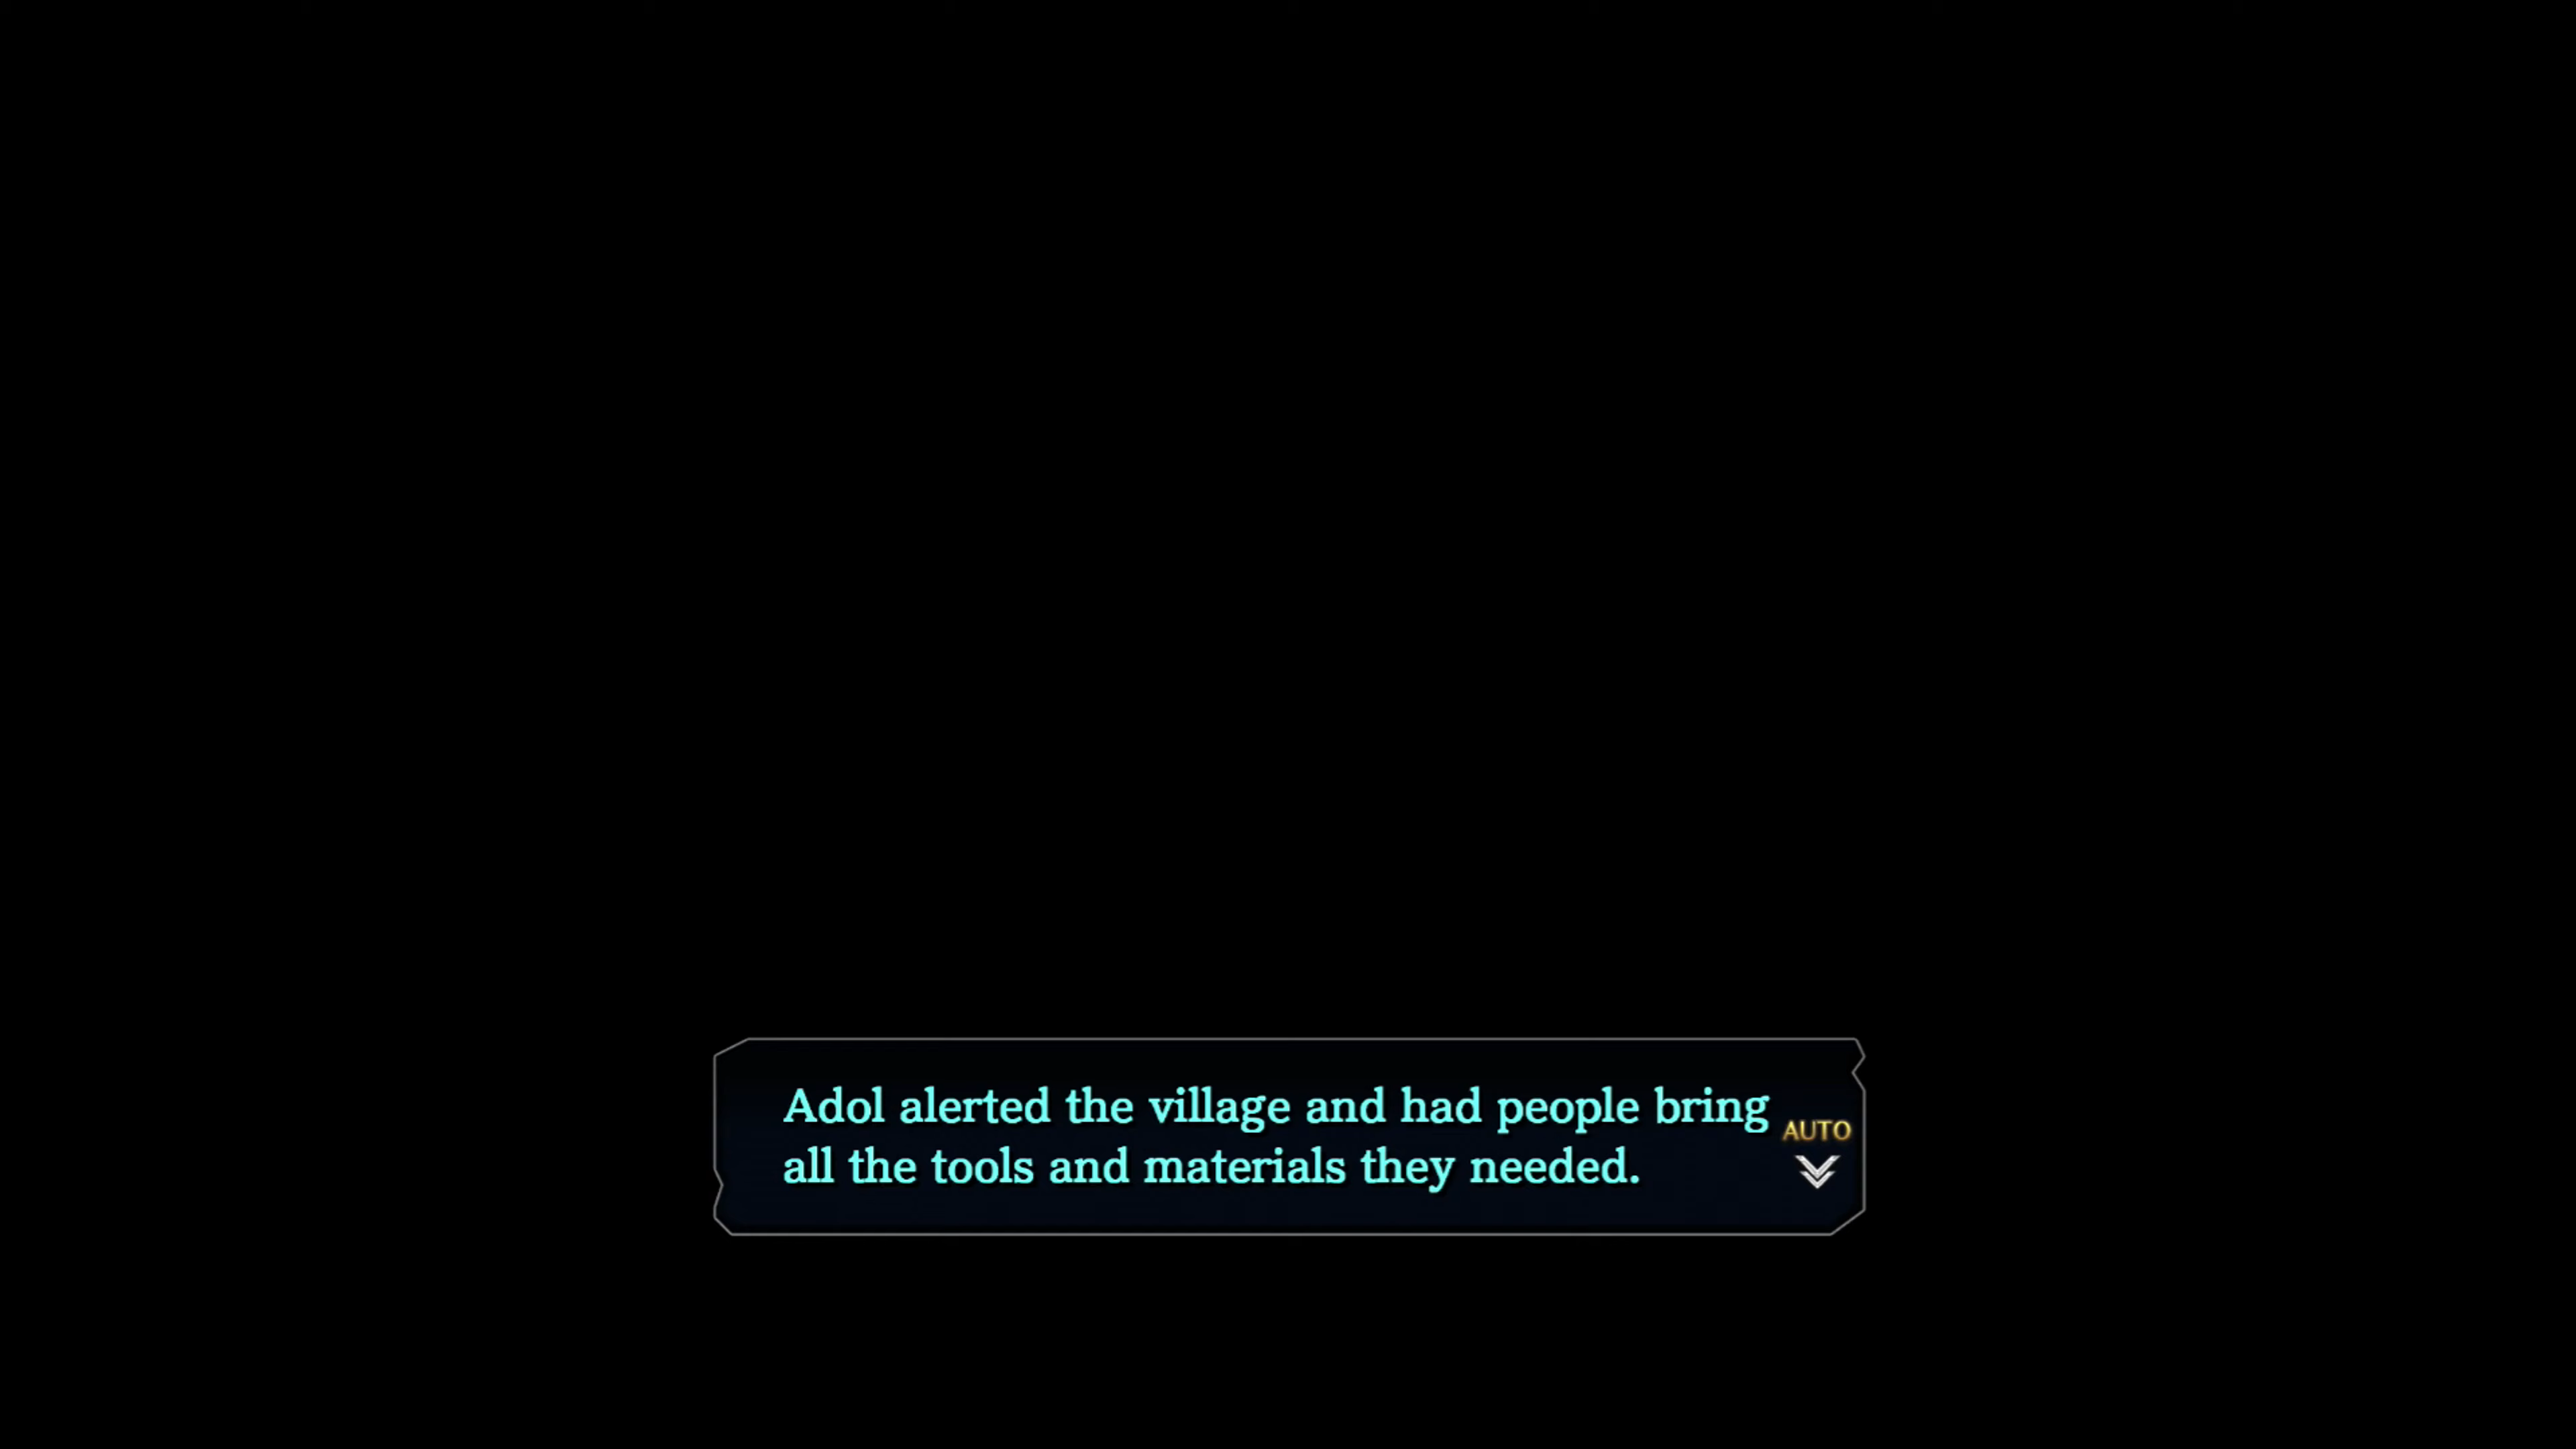 Adol alerted the village and had people bring
all the tools and materials they needed.
AUTO